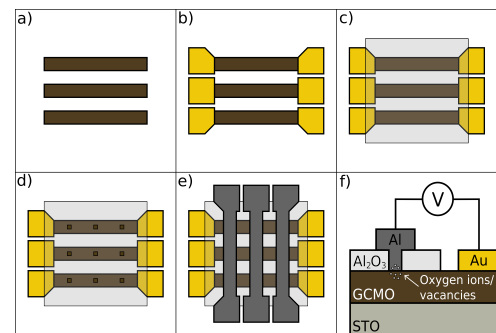 a)
b)
c)
d)
e)
f)
V
Al
Al₂O₃
Au
Oxygen ions/
vacancies
GCMO
STO